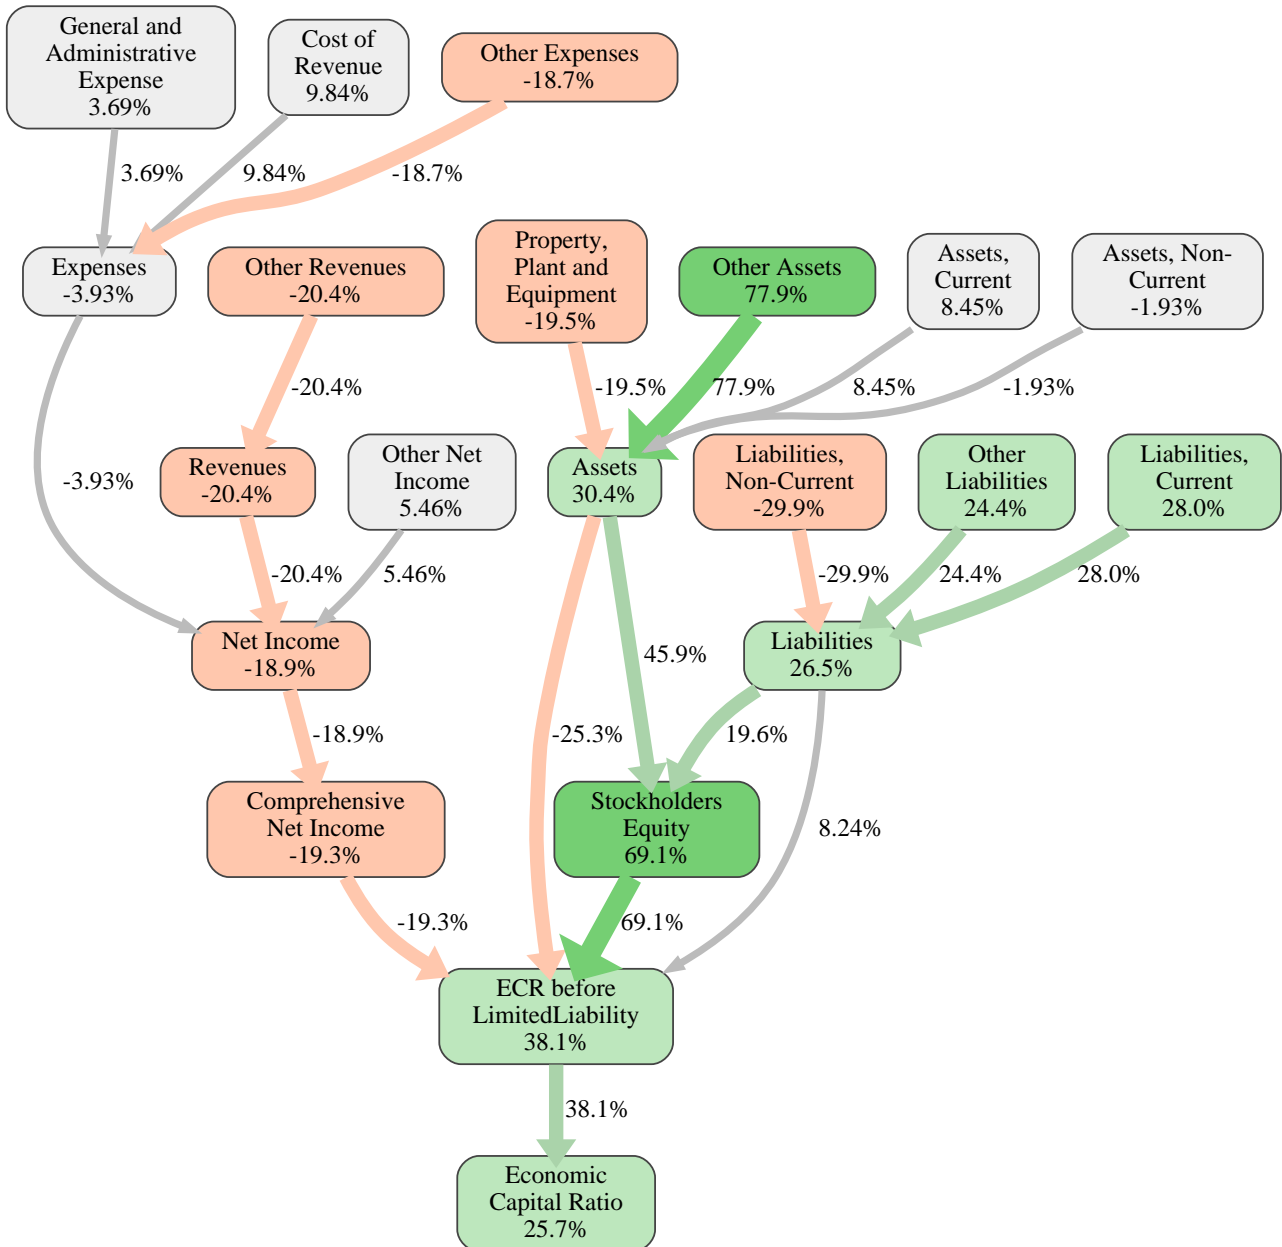 General and
Administrative
Expense
3.69%
Cost of
Revenue
9.84%
Other Expenses
-18.7%
3.69%
9.84%
-18.7%
Expenses
-3.93%
Other Revenues
-20.4%
Property,
Plant and
Equipment
-19.5%
Other Assets
77.9%
Assets,
Current
8.45%
Assets, Non-
Current
-1.93%
-20.4%
-19.5%
77.9%
8.45%
-1.93%
-3.93%
Revenues
-20.4%
Other Net
Income
5.46%
Assets
30.4%
Liabilities,
Non-Current
-29.9%
Other
Liabilities
24.4%
Liabilities,
Current
28.0%
-20.4%
5.46%
-29.9%
24.4%
28.0%
Net Income
-18.9%
45.9%
Liabilities
26.5%
-18.9%
-25.3%
19.6%
Comprehensive
Net Income
-19.3%
Stockholders
Equity
69.1%
8.24%
-19.3%
69.1%
ECR before
LimitedLiability
38.1%
38.1%
Economic
Capital Ratio
25.7%